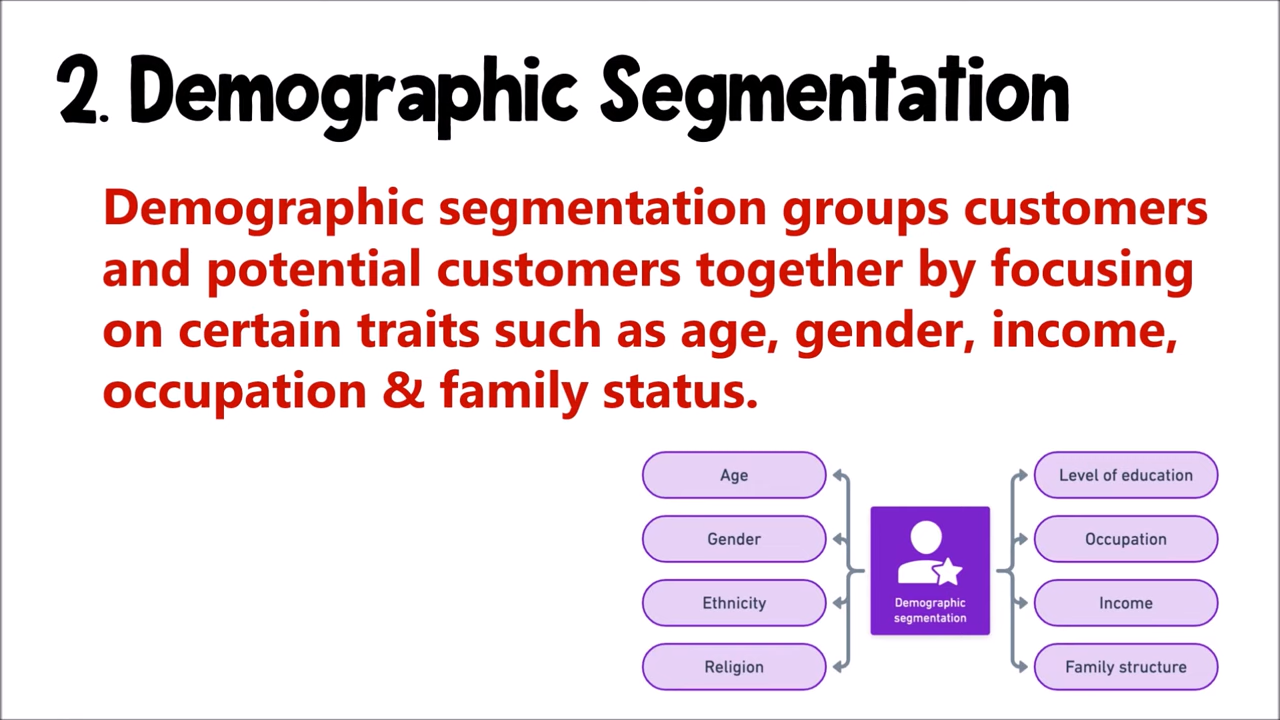 2. Demographic Segmentation
Demographic segmentation groups customers
and potential customers together by focusing
on certain traits such as age, gender, income,
occupation & family status.
Age
Gender
Ethnicity
Religion
Demographic
segmentation
Level of education
Occupation
Income
Family structure